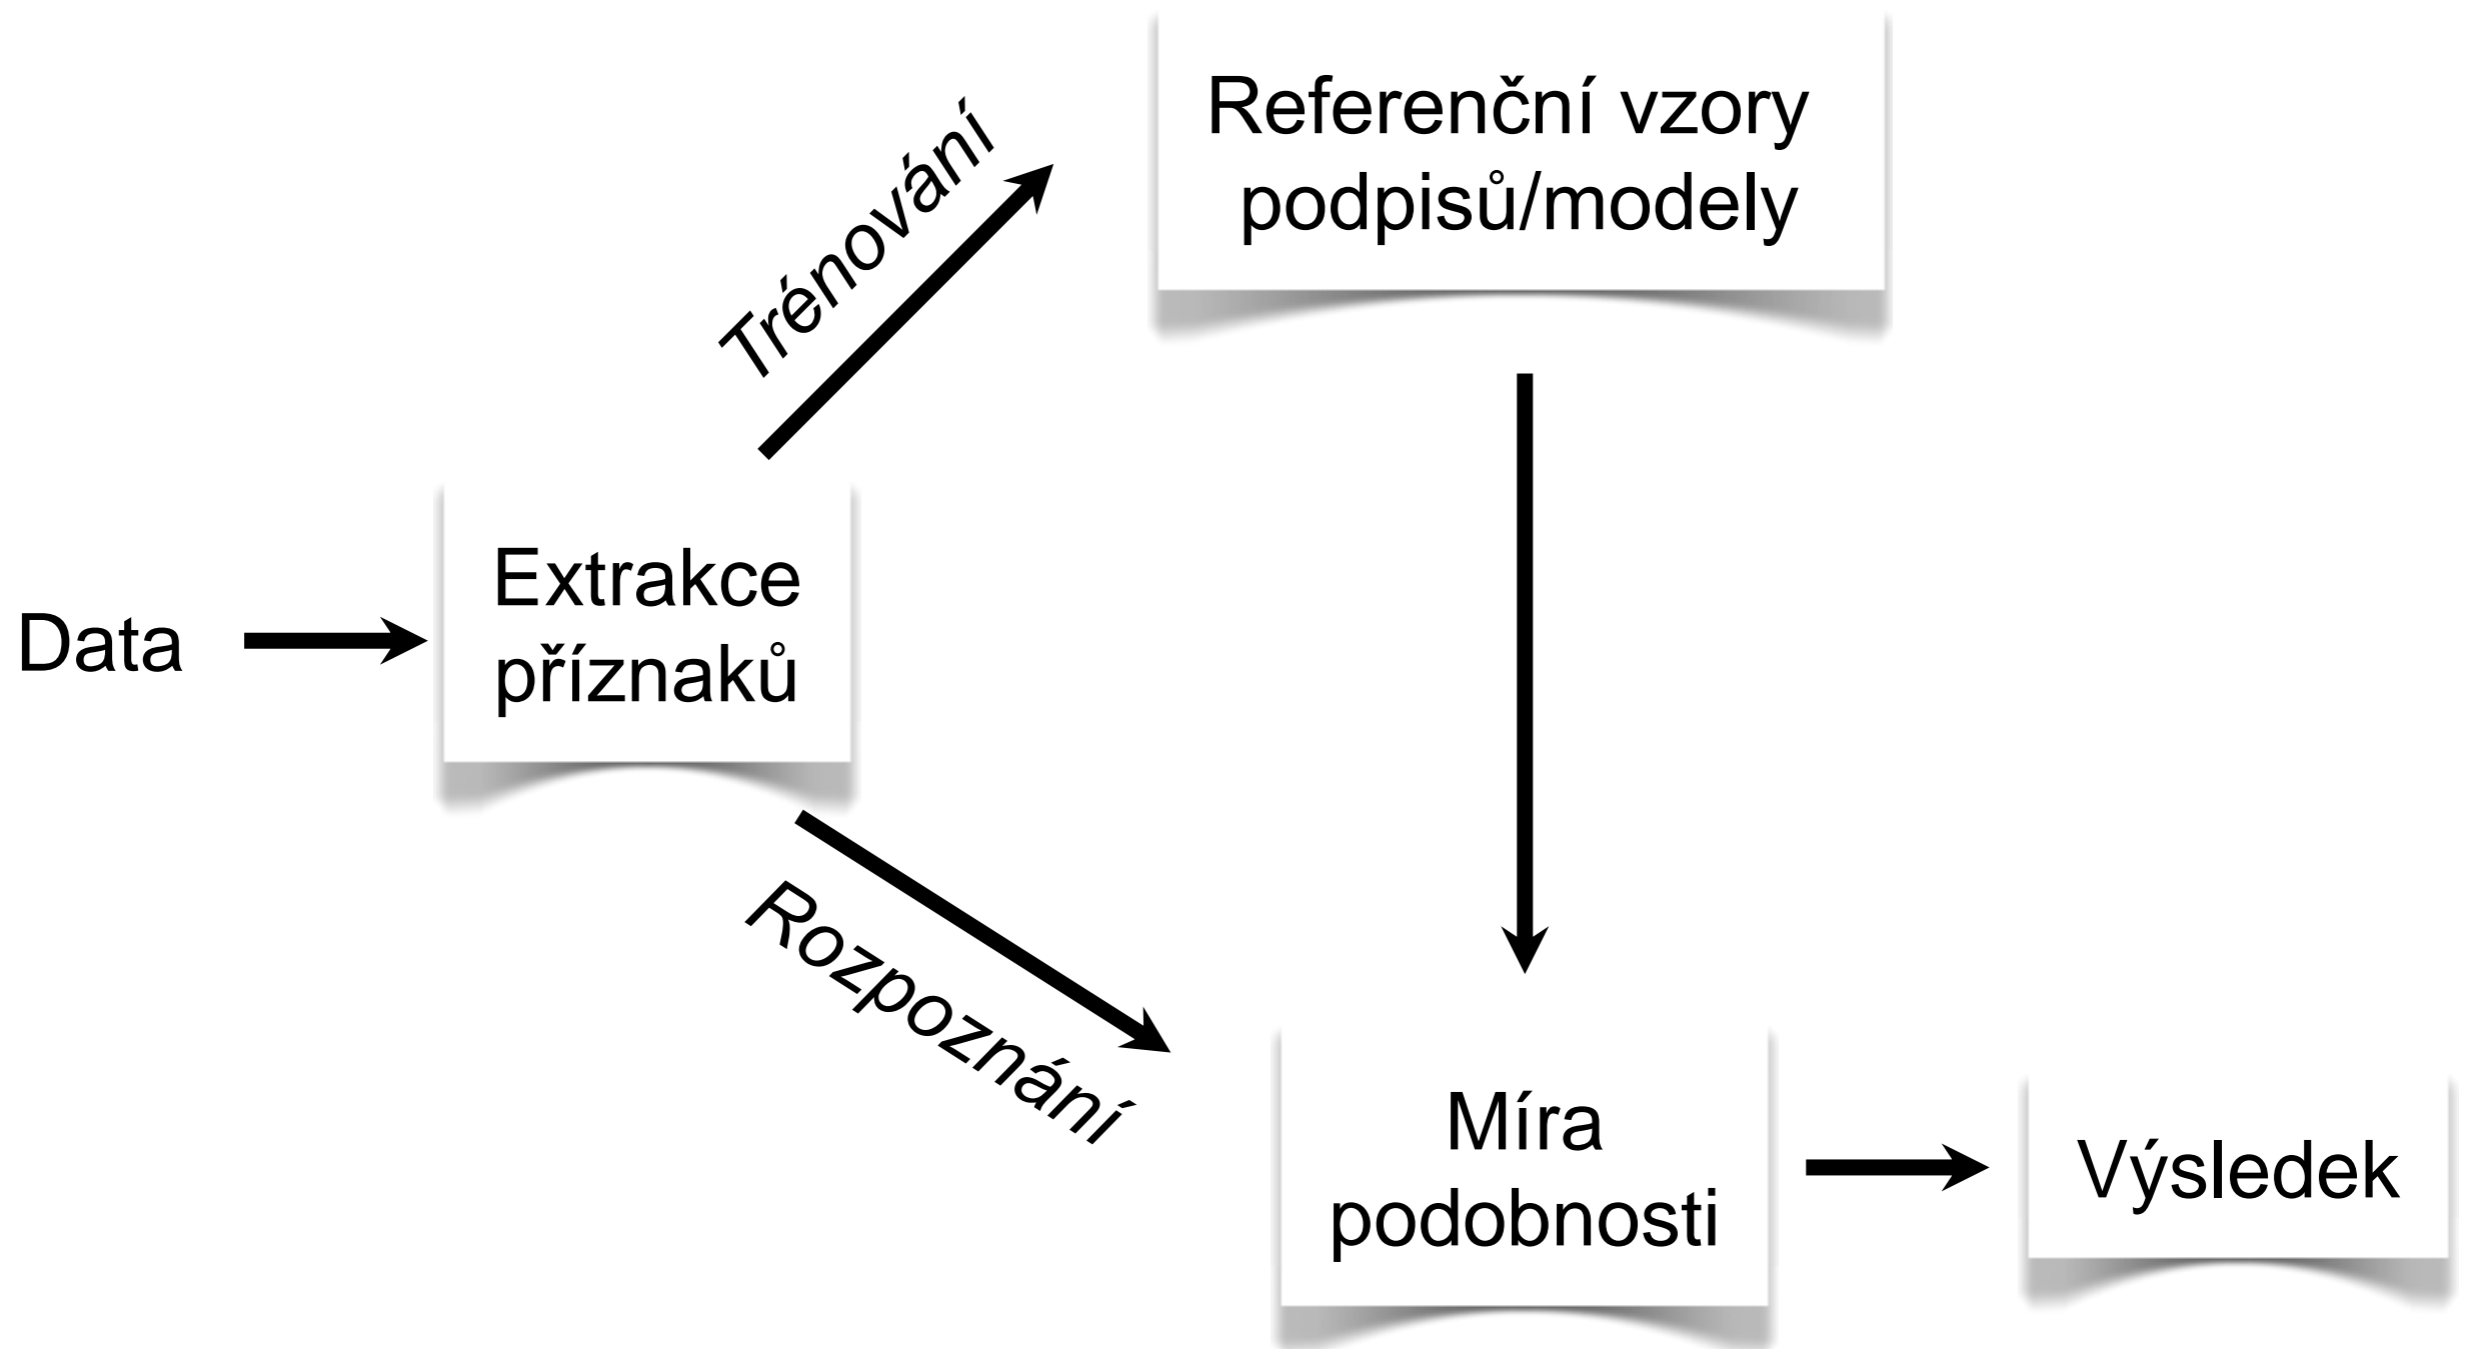 Referenční vzory
podpisů/modely
Trénování
Extrakce
příznaků
Data
Rozpoznání
Míra
podobnosti
Výsledek